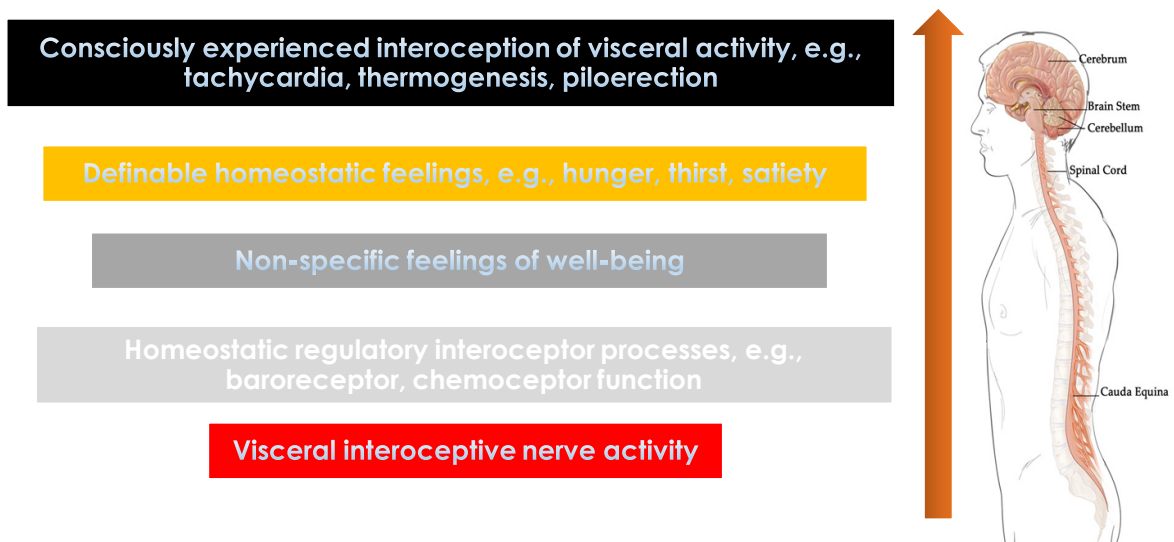 Consciously experienced interoception of visceral activity, e.g.,
tachycardia, thermogenesis, piloerection
Definable homeostatic feelings, e.g., hunger, thirst, satiety
Non-specific feelings of well-being
Homeostatic regulatory interoceptor processes, e.g.,
baroreceptor, chemoceptor function
Visceral interoceptive nerve activity
Cerebrum
Brain Stem
Cerebellum
Spinal Cord
Cauda Equina